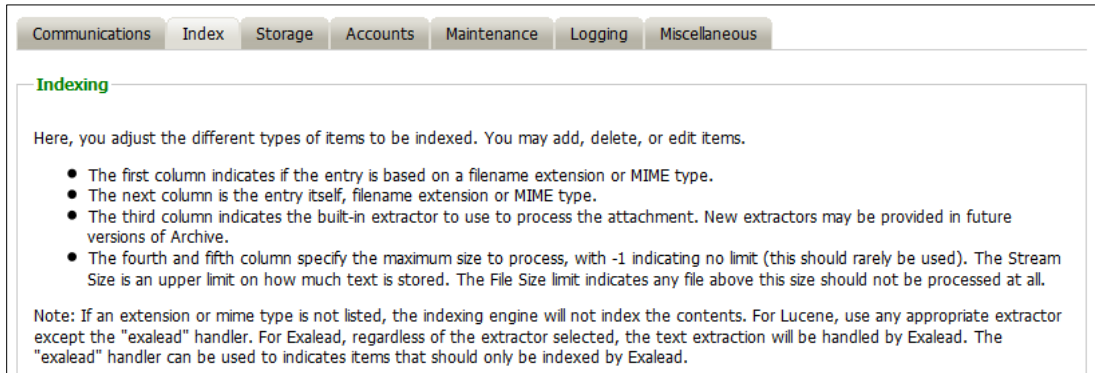 Communications Index Storage Accounts Maintenance Logging Miscellaneous
Indexing
Here, you adjust the different types of items to be indexed. You may add, delete, or edit items.
● The first column indicates if the entry is based on a filename extension or MIME type.
● The next column is the entry itself, filename extension or MIME type.
● The third column indicates the built-in extractor to use to process the attachment. New extractors may be provided in future
versions of Archive.
● The fourth and fifth column specify the maximum size to process, with -1 indicating no limit (this should rarely be used). The Stream
Size is an upper limit on how much text is stored. The File Size limit indicates any file above this size should not be processed at all.
Note: If an extension or mime type is not listed, the indexing engine will not index the contents. For Lucene, use any appropriate extractor
except the "exalead" handler. For Exalead, regardless of the extractor selected, the text extraction will be handled by Exalead. The
"exalead" handler can be used to indicates items that should only be indexed by Exalead.